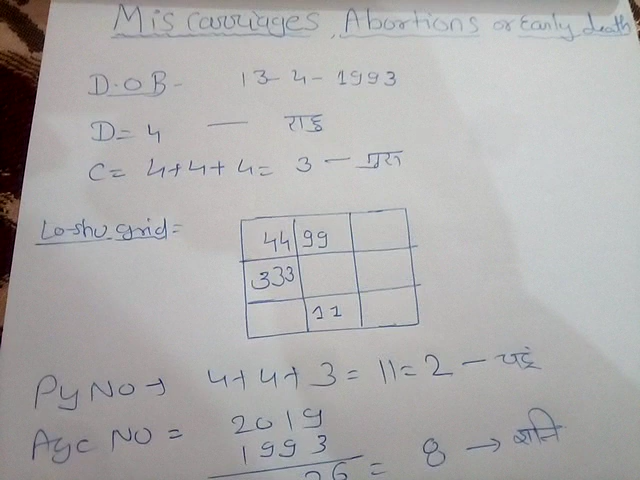 Miscarriages, Abortions or Early death
D.O.B - 13-4-1993
D = 4 — राहु
C = 4+4+4 = 3 —
Lo-shu grid =
44 99
333
11
Py No → 4+4+3 = 11 = 2 —
Age No = 2019
1993
26 = 8 → शनि